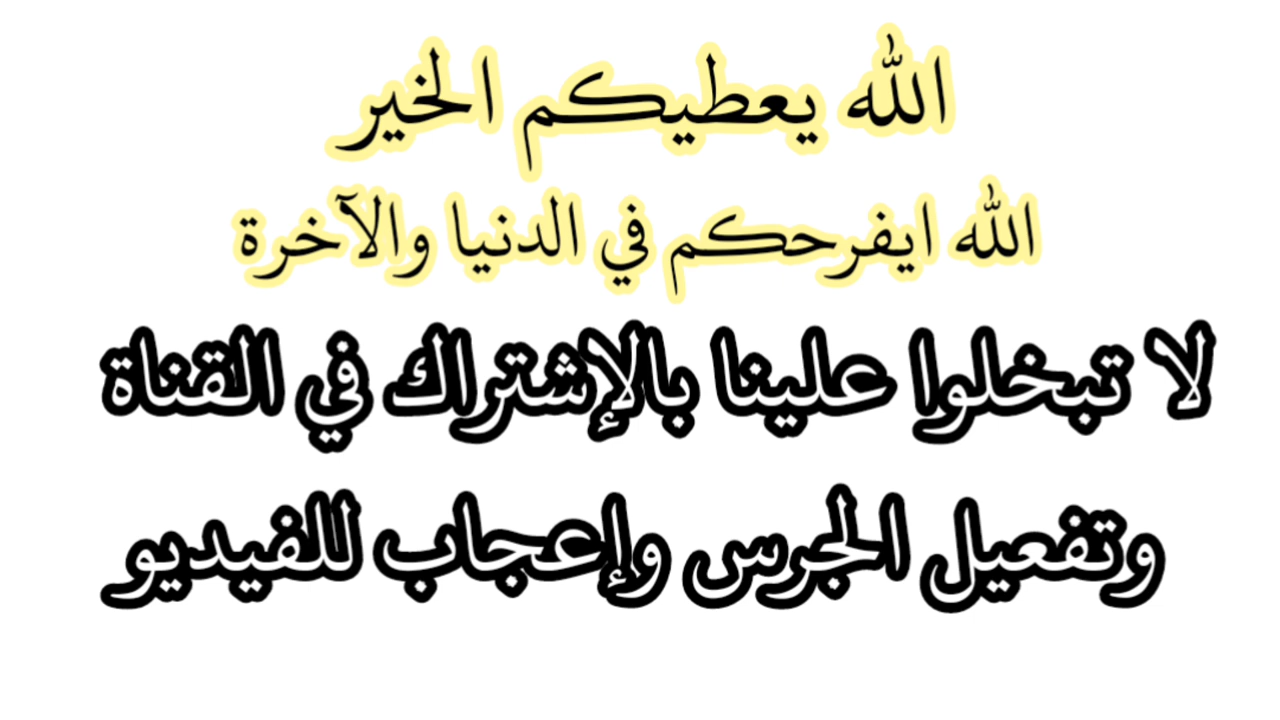 الله يعطيكم الخير
الله ايفرحكم في الدنيا والآخرة
لا تبخلوا علينا بالإشتراك في القناة
وتفعيل الجرس وإعجاب للفيديو